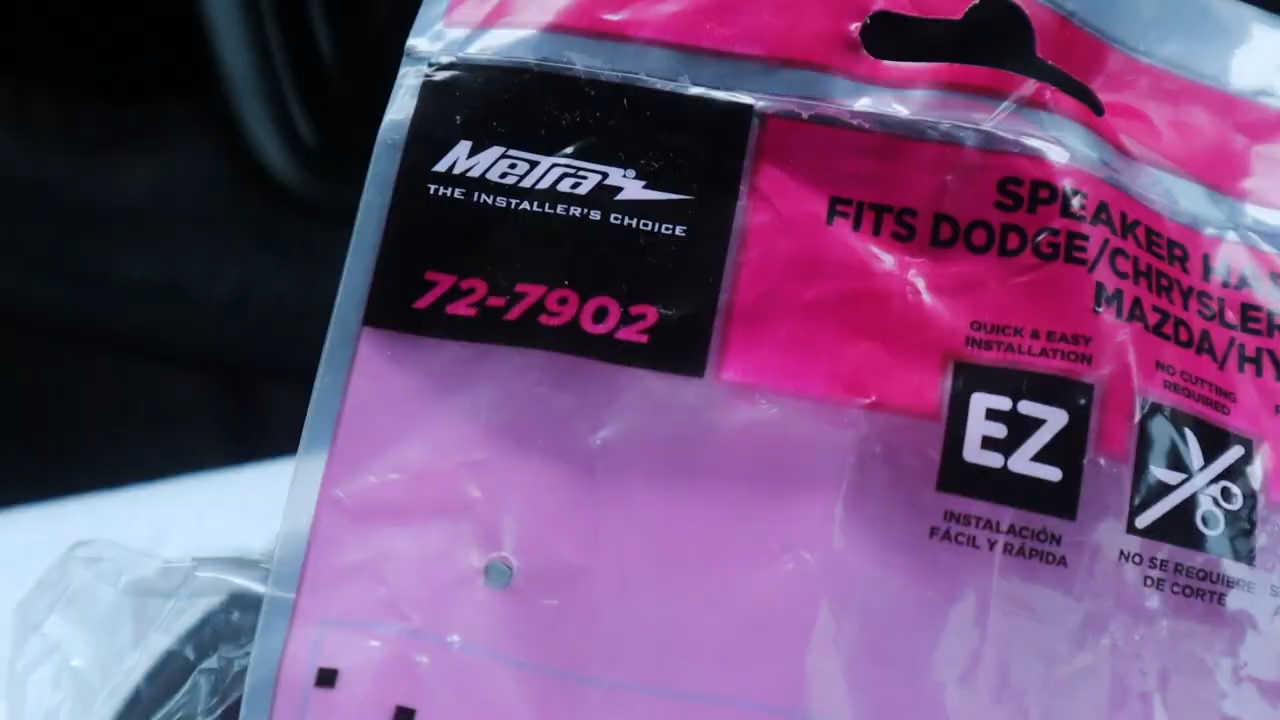 Metra®
THE INSTALLER'S CHOICE
72-7902
SPEAKER
FITS DODGE/CHRYSLER
MAZDA/HY
QUICK & EASY
INSTALLATION
EZ
INSTALACIÓN
FÁCIL Y RÁPIDA
NO CUTTING
REQUIRED
NO SE REQUIERE
DE CORTE